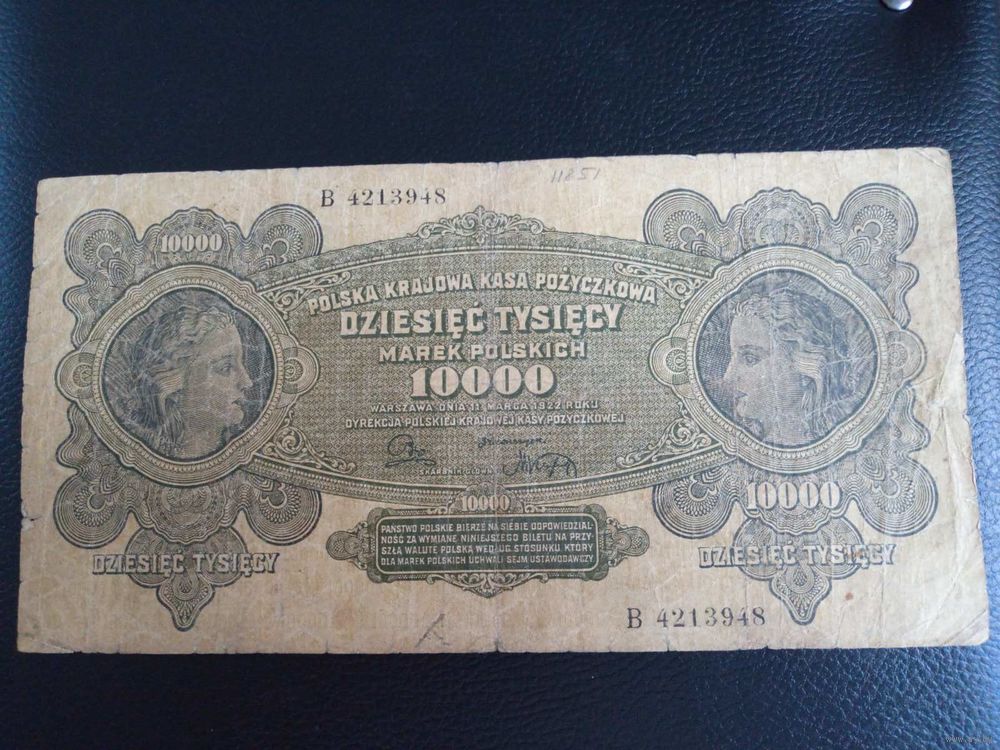 11851
B 4213948
10000
POLSKA KRAJOWA KASA POŻYCZKOWA
DZIESIĘĆ TYSIĘCY
MAREK POLSKICH
10000
WARSZAWA DNIA 11 MARCA 1922 ROKU
DYREKCJA POLSKIEJ KRAJOWEJ KASY POŻYCZKOWEJ
SKARBNIK GŁÓWNY
10000
10000
PAŃSTWO POLSKIE BIERZE NA SIEBIE ODPOWIEDZIAL-
NOŚĆ ZA WYMIANĘ NINIEJSZEGO BILETU NA PRZY-
SZŁĄ WALUTĘ POLSKĄ WEDŁUG STOSUNKU, KTÓRY
DLA MAREK POLSKICH UCHWALI SEJM USTAWODAWCZY
DZIESIĘĆ TYSIĘCY
DZIESIĘĆ TYSIĘCY
B 4213948